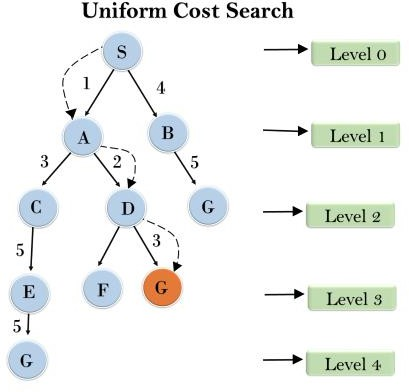 Uniform Cost Search
S
Level 0
1
4
A
B
Level 1
3
2
5
C
D
G
Level 2
5
3
E
F
G
Level 3
5
G
Level 4